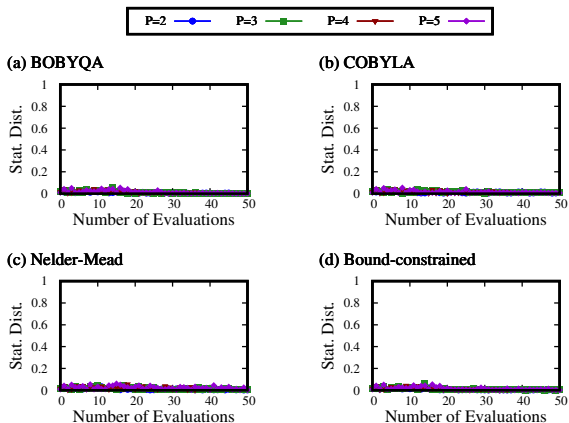 P=2 P=3 P=4 P=5
(a) BOBYQA
1
0.8
0.6
0.4
0.2
0
Stat. Dist.
0 10 20 30 40 50
Number of Evaluations
(b) COBYLA
1
0.8
0.6
0.4
0.2
0
Stat. Dist.
0 10 20 30 40 50
Number of Evaluations
(c) Nelder-Mead
1
0.8
0.6
0.4
0.2
0
Stat. Dist.
0 10 20 30 40 50
Number of Evaluations
(d) Bound-constrained
1
0.8
0.6
0.4
0.2
0
Stat. Dist.
0 10 20 30 40 50
Number of Evaluations